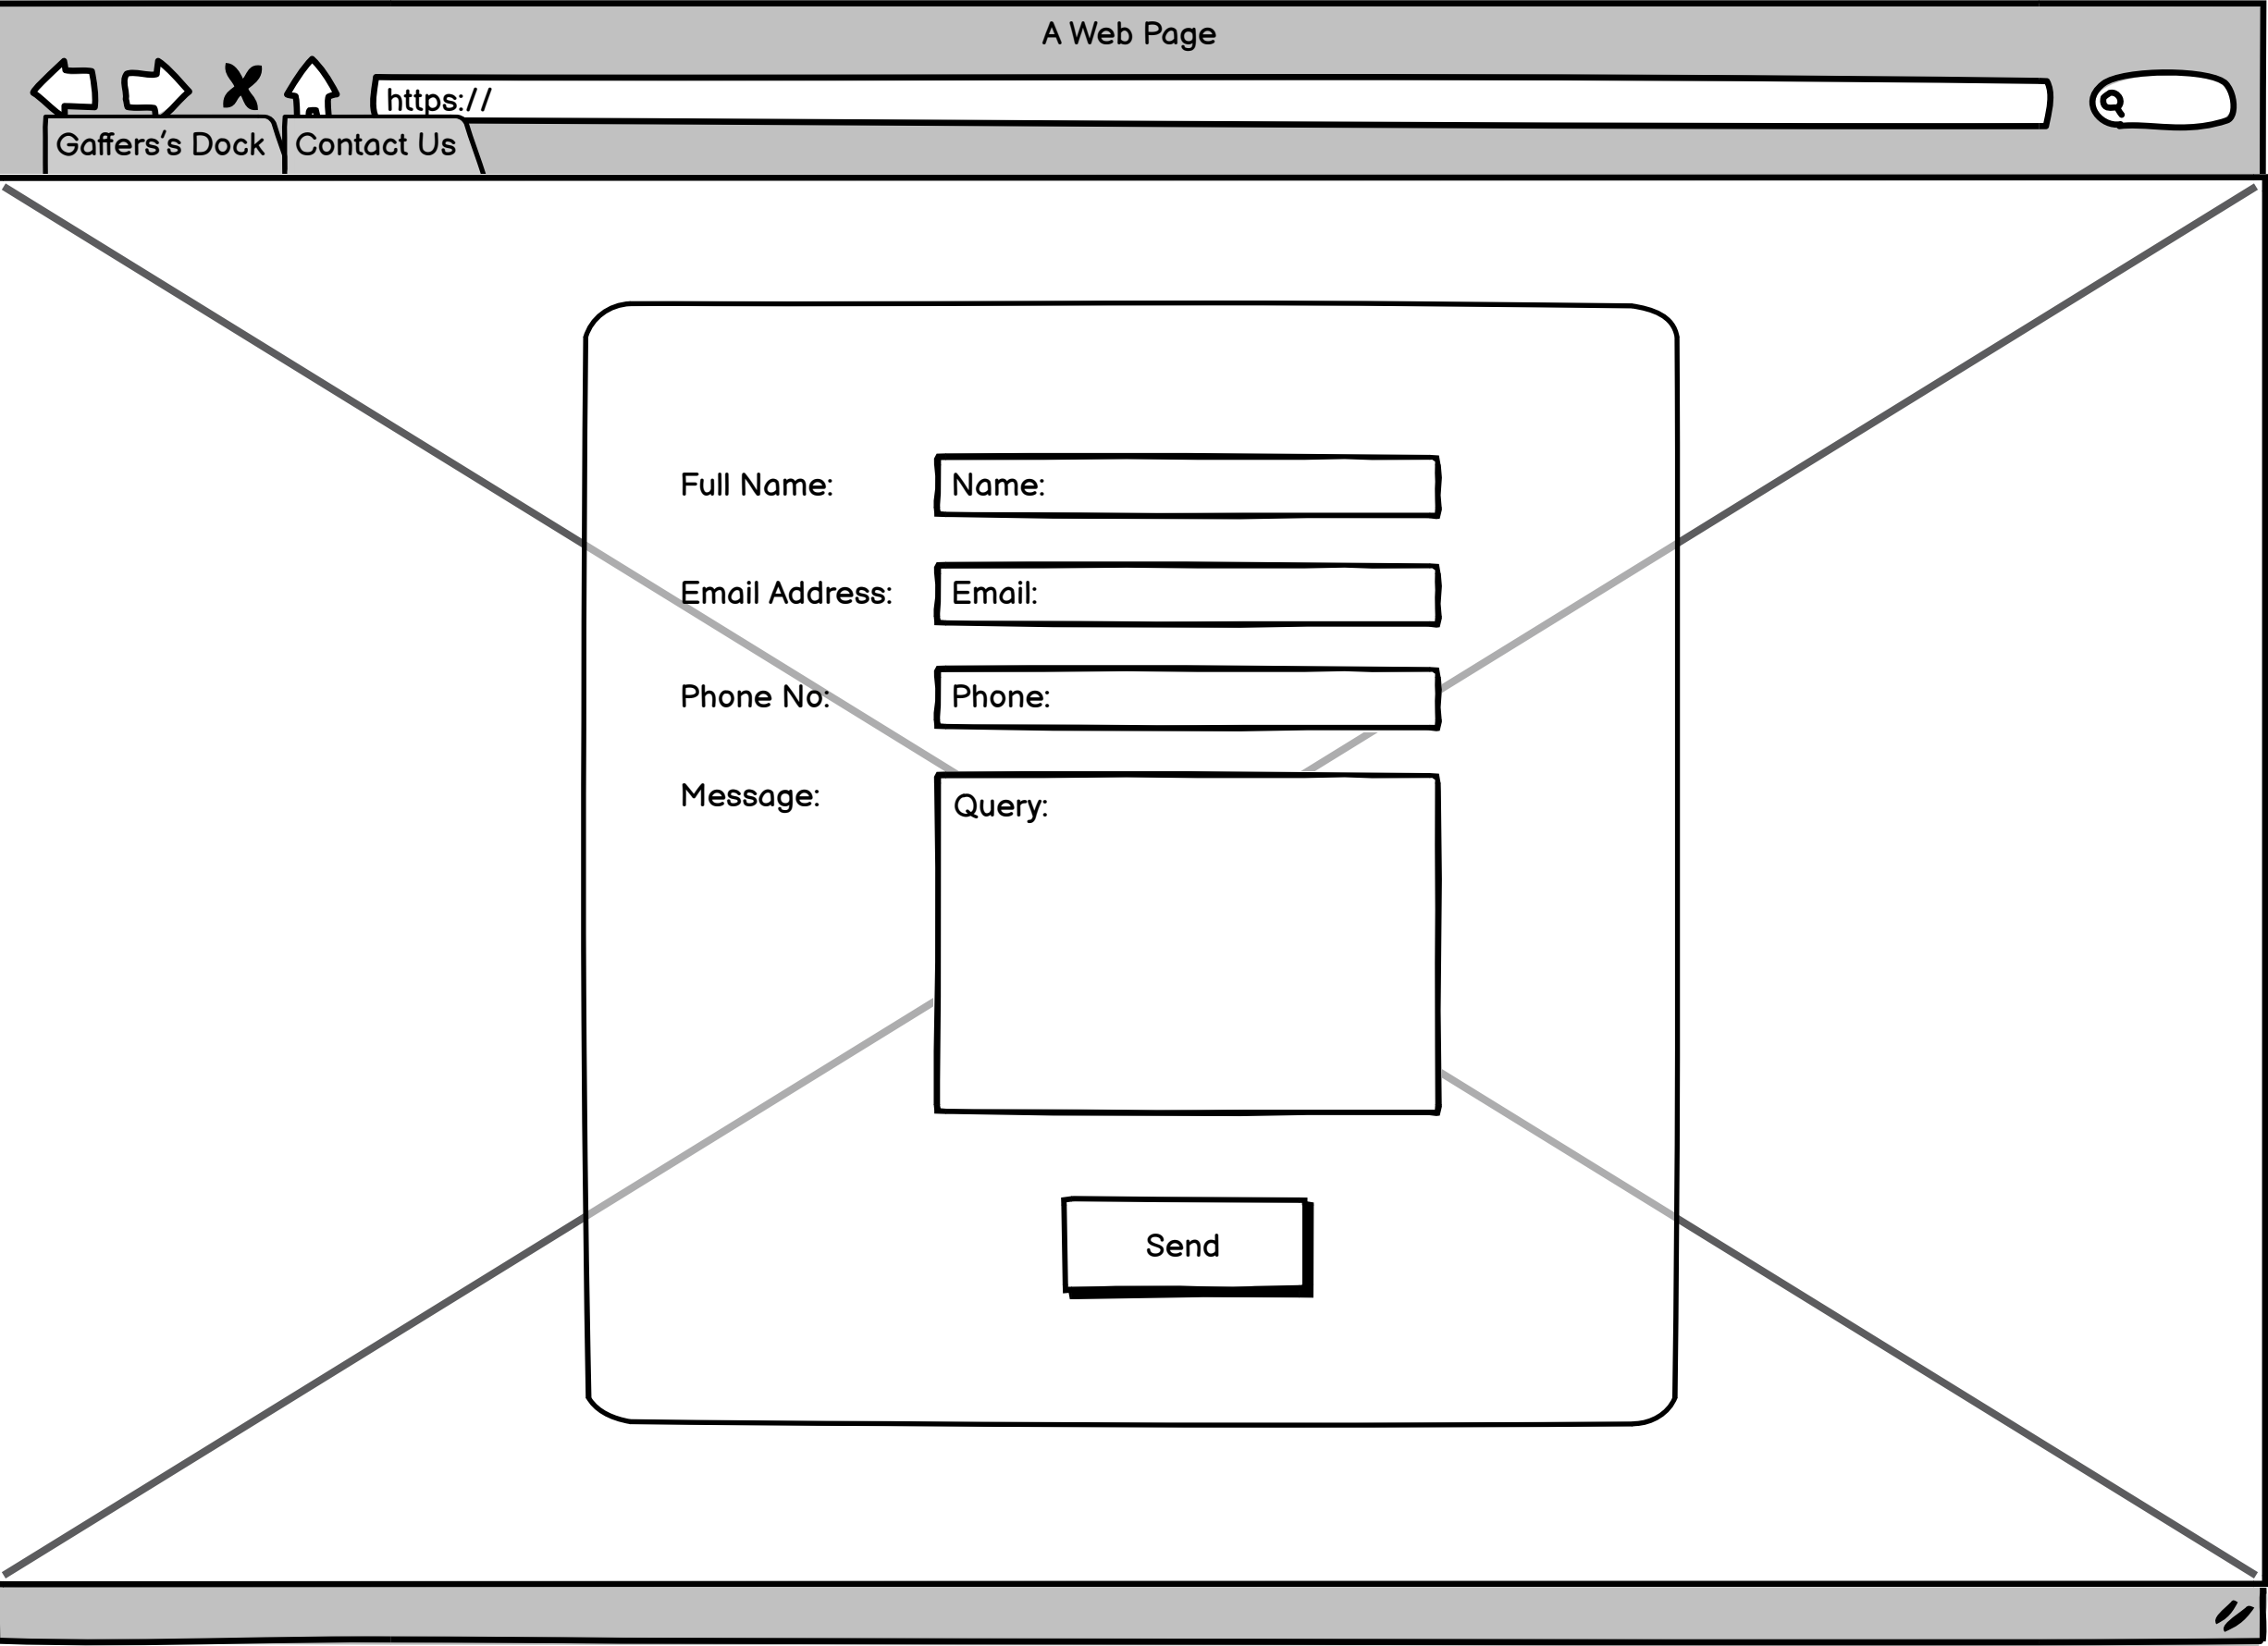 A Web Page
https://
Gaffers's Dock
Contact Us
Full Name:
Name:
Email Address:
Email:
Phone No:
Phone:
Message:
Query:
Send